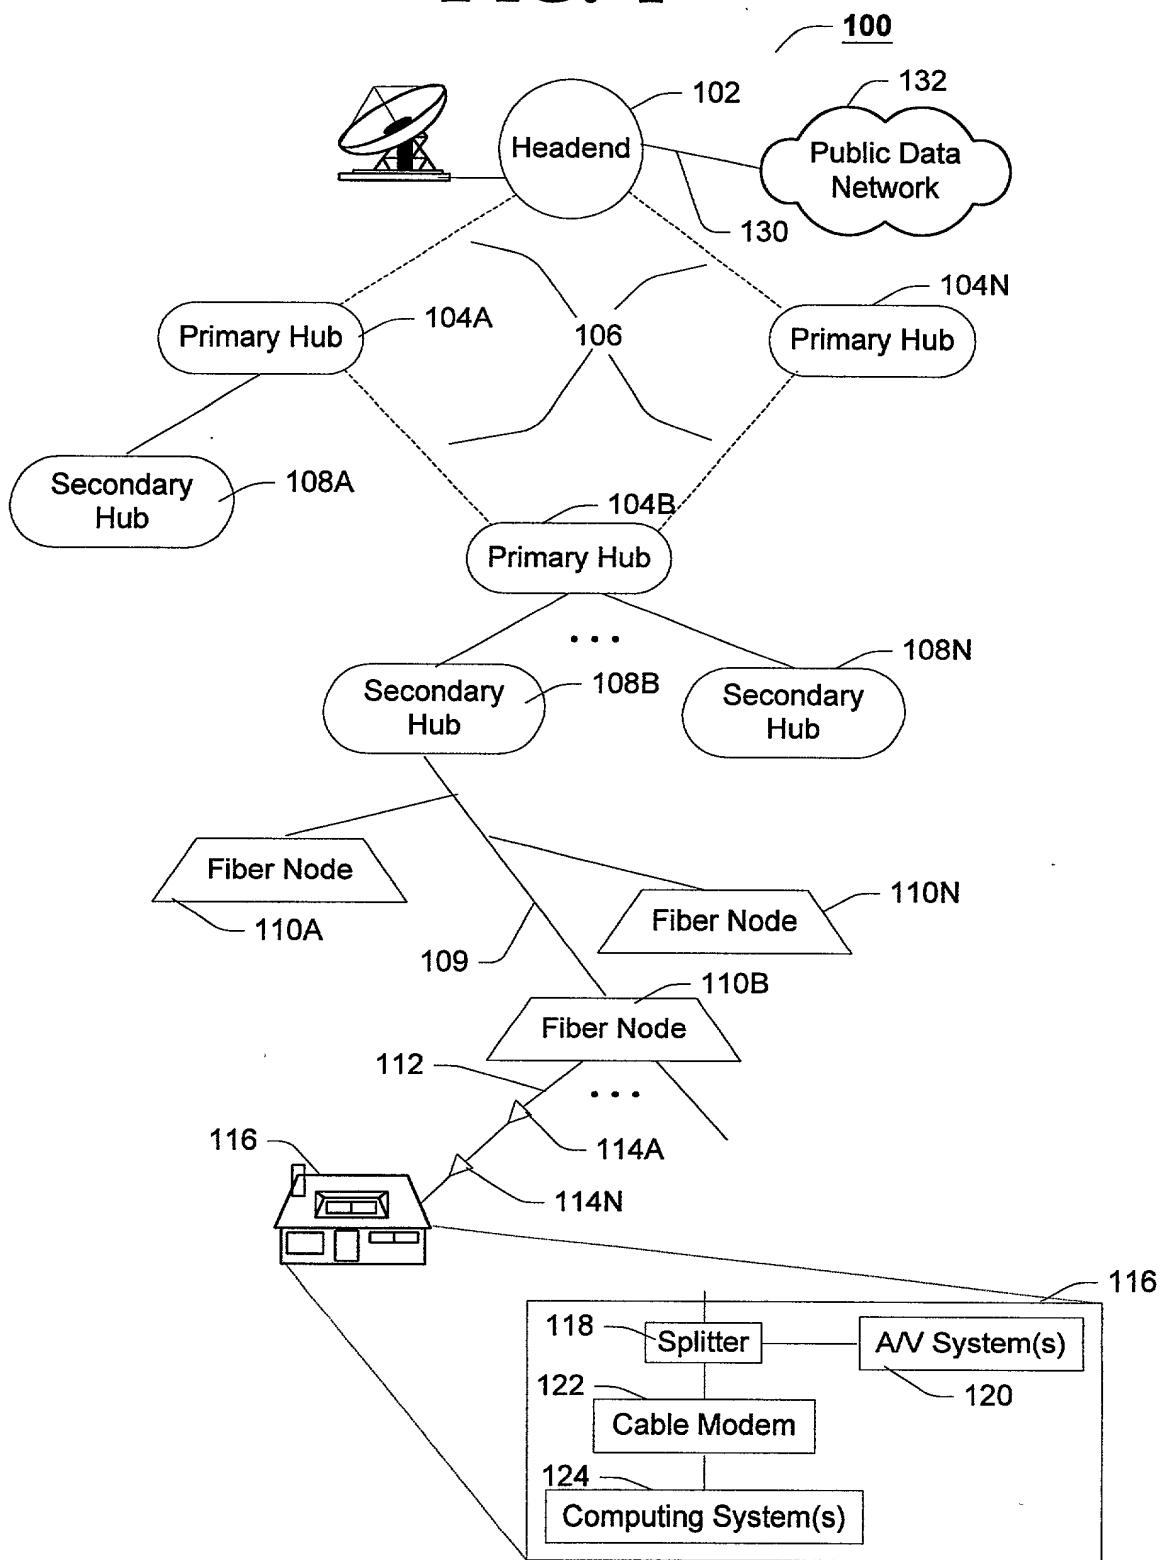 100
102
132
Headend
Public Data
Network
130
104A
104N
Primary Hub
106
Primary Hub
Secondary
Hub
108A
104B
Primary Hub
...
Secondary
Hub
108B
108N
Secondary
Hub
Fiber Node
110A
110N
Fiber Node
109
110B
Fiber Node
112
...
116
114A
114N
116
118
Splitter
A/V System(s)
122
120
Cable Modem
124
Computing System(s)